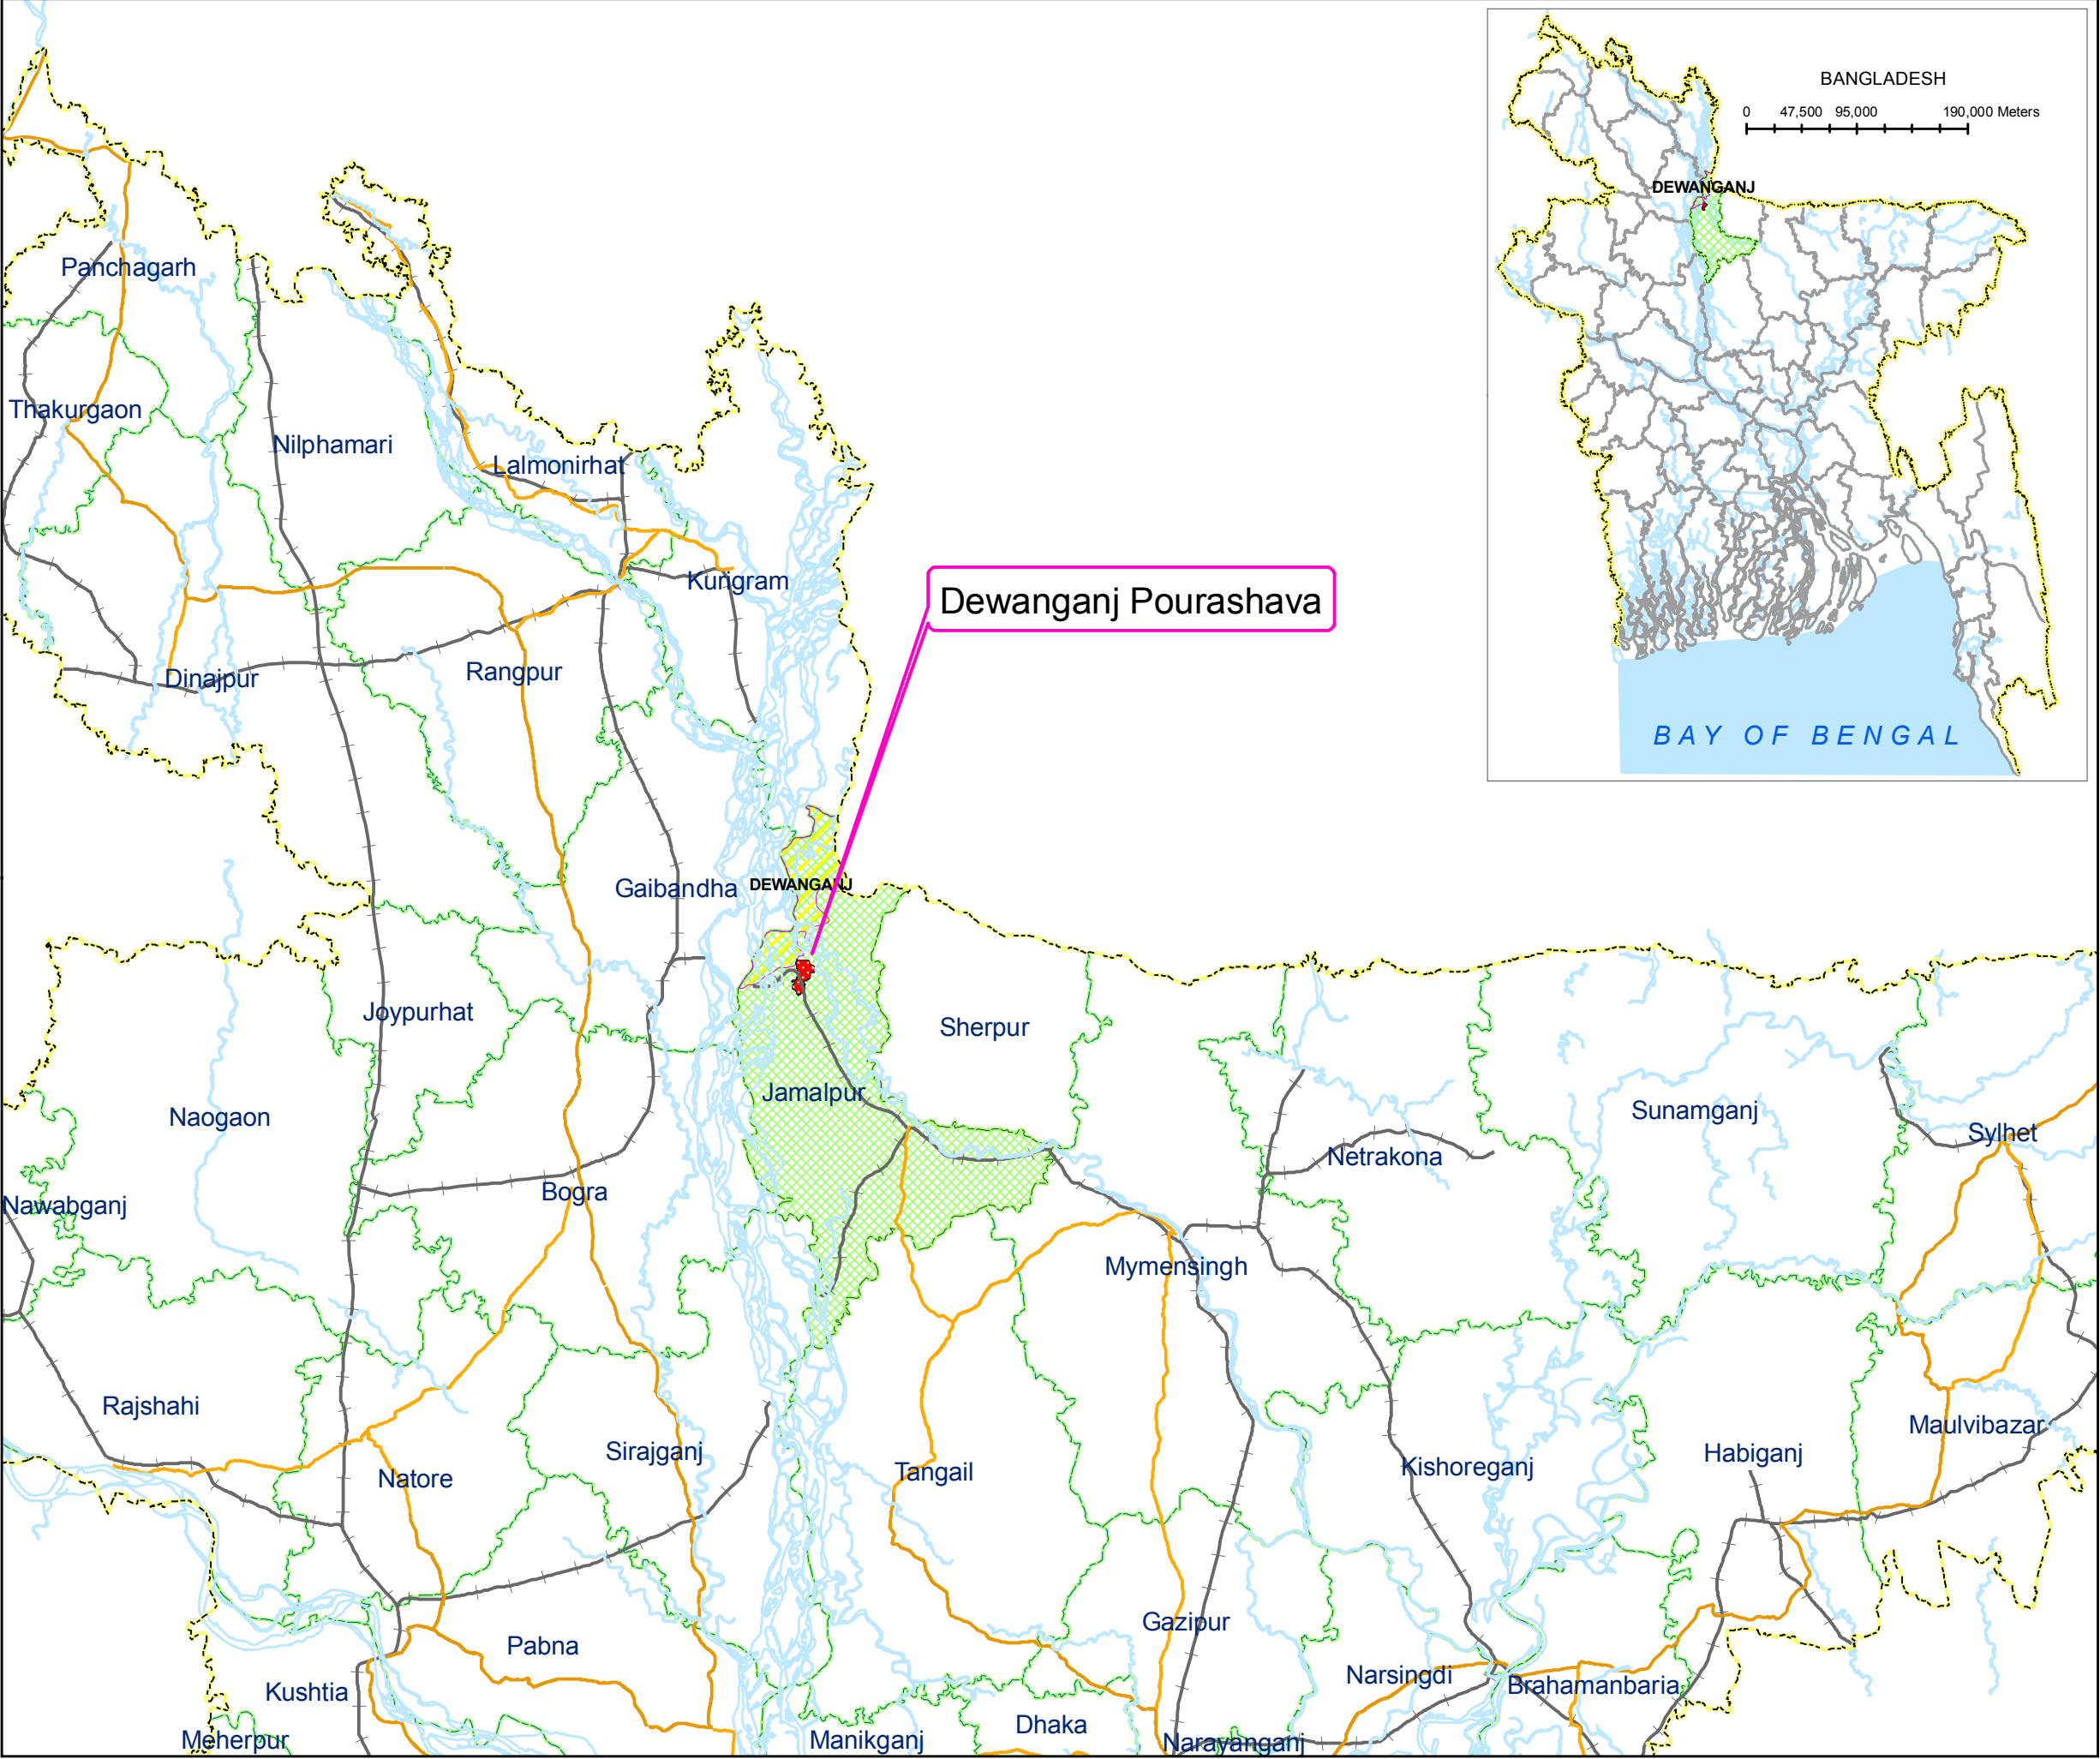 BANGLADESH
0 47,500 95,000 190,000 Meters
DEWANGANJ
BAY OF BENGAL
Panchagarh
Thakurgaon
Nilphamari
Lalmonirhat
Kurigram
Dewanganj Pourashava
Dinajpur
Rangpur
Gaibandha
DEWANGANJ
Joypurhat
Sherpur
Jamalpur
Naogaon
Sunamganj
Sylhet
Netrakona
Nawabganj
Bogra
Mymensingh
Rajshahi
Sirajganj
Natore
Tangail
Kishoreganj
Habiganj
Maulvibazar
Gazipur
Pabna
Kushtia
Narsingdi
Brahamanbaria
Meherpur
Manikganj
Dhaka
Narayanganj